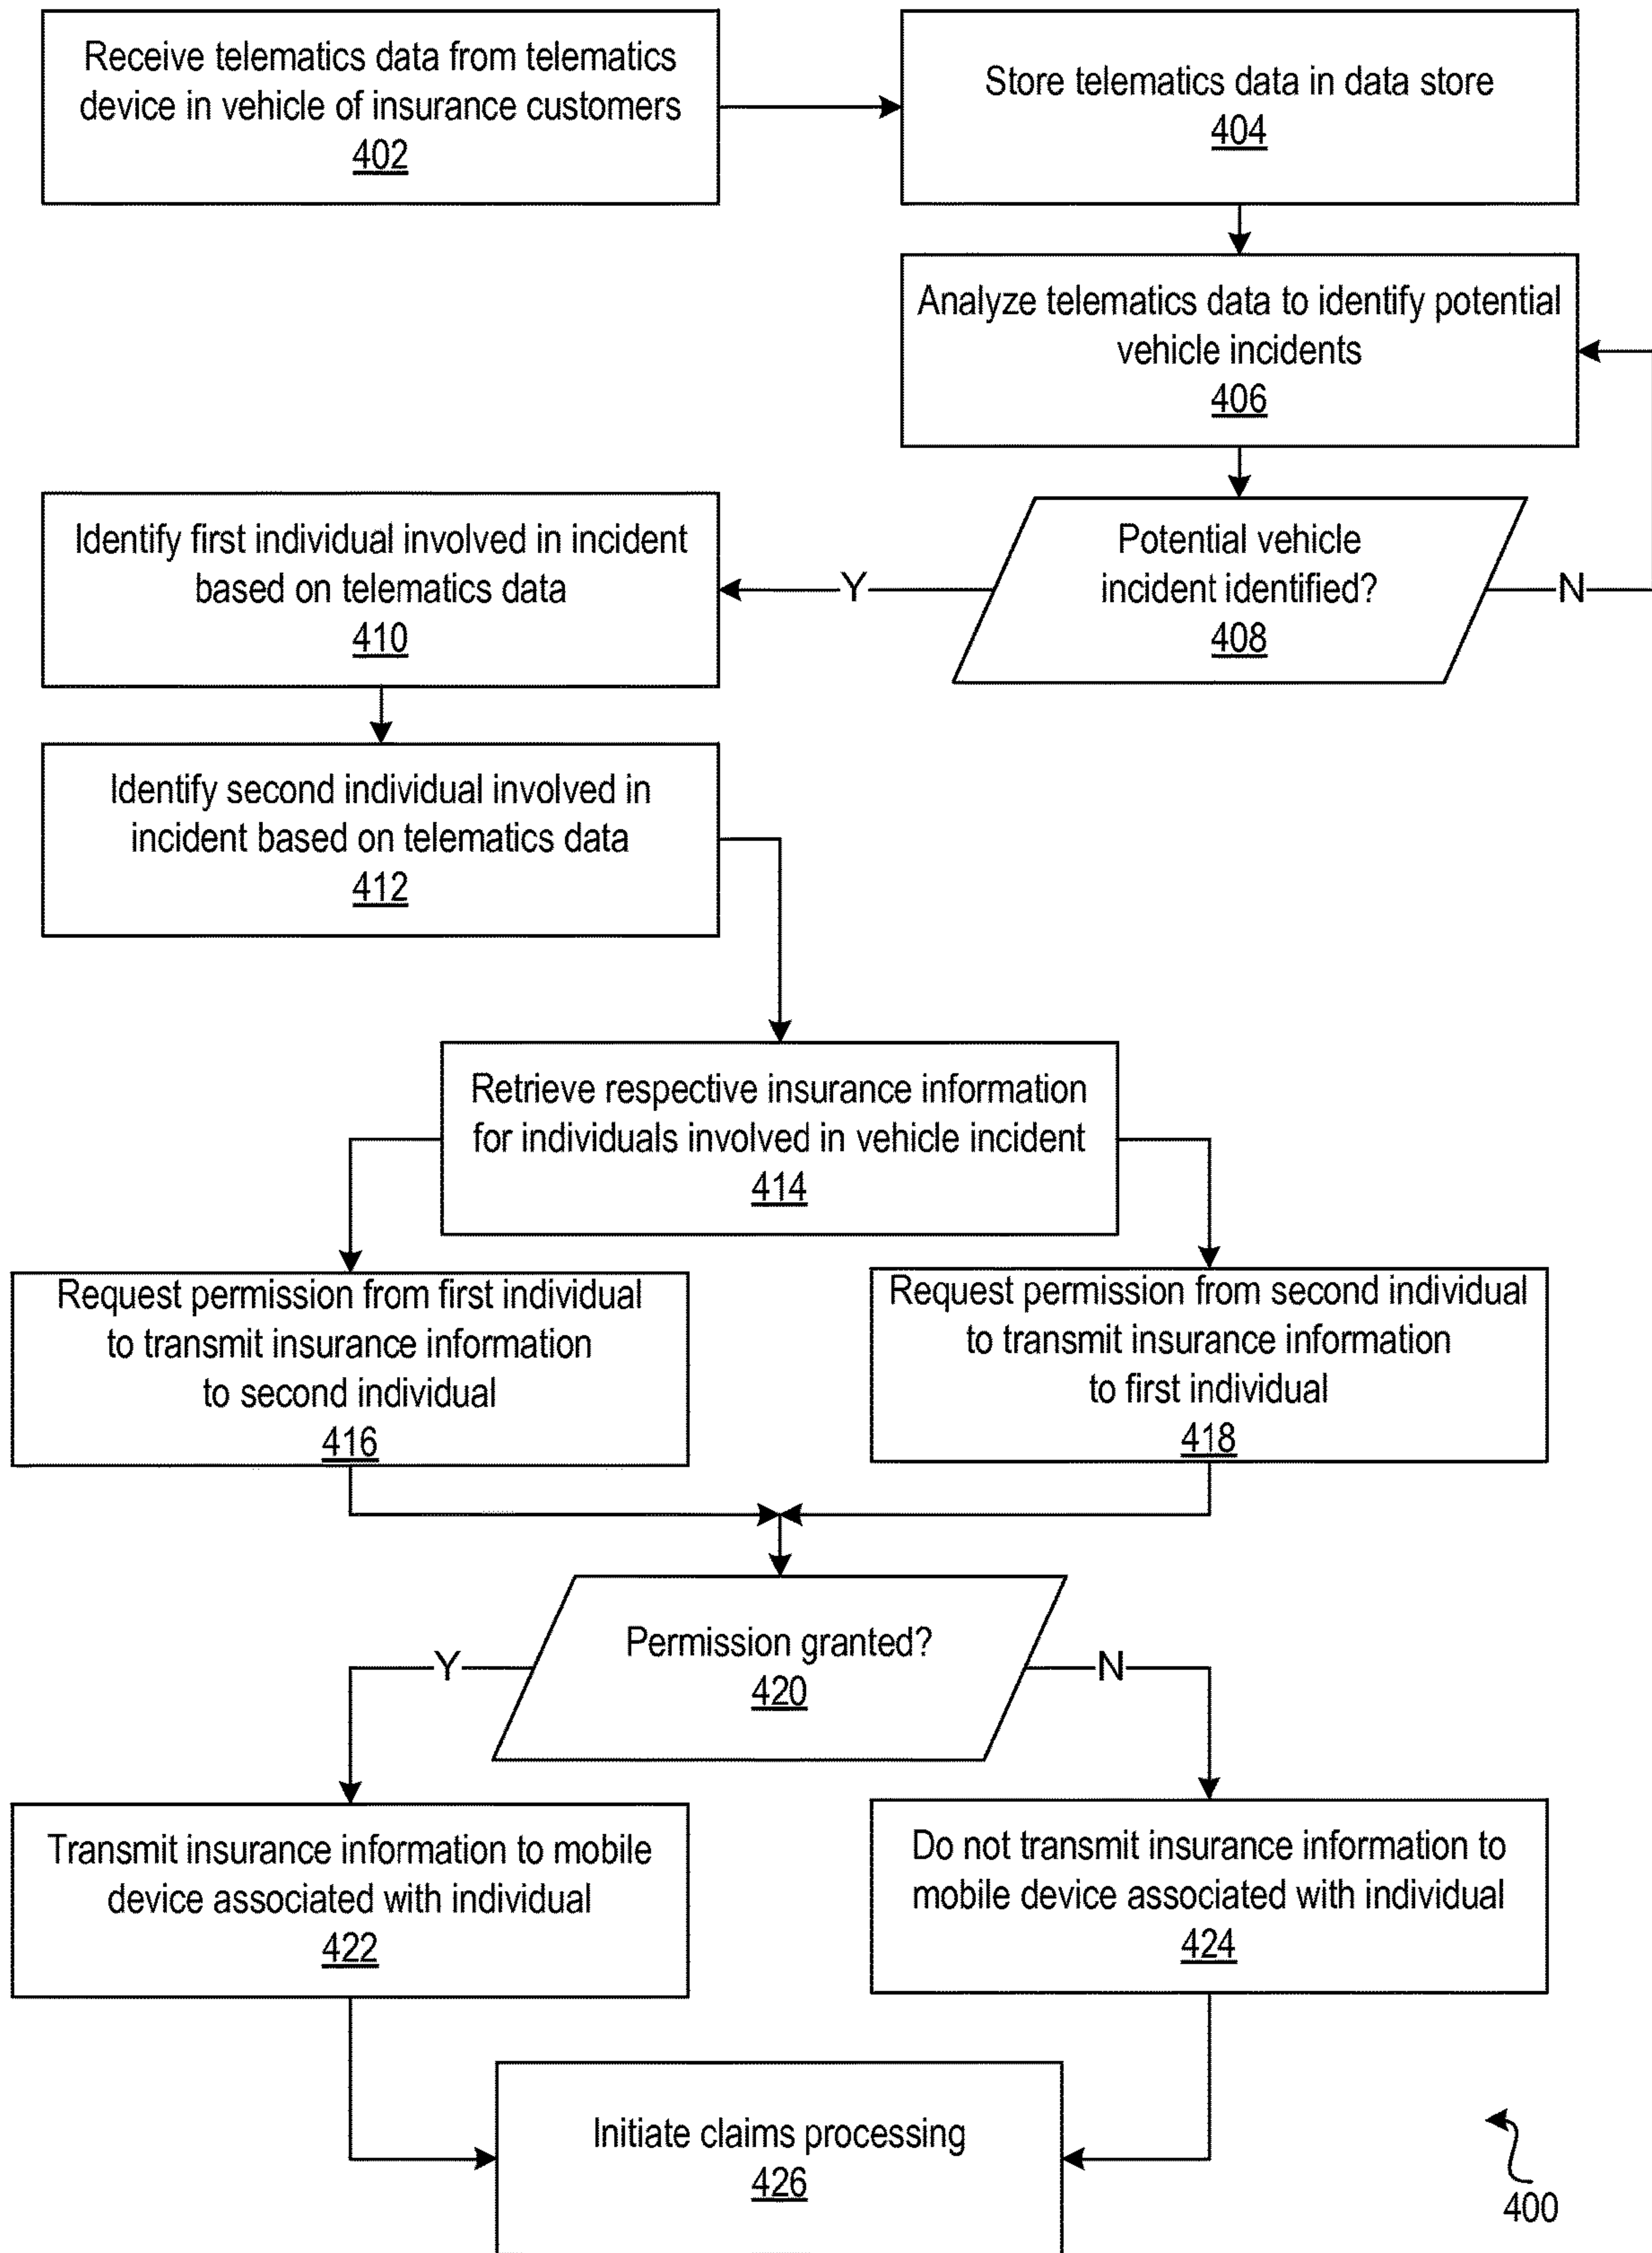 Receive telematics data from telematics
device in vehicle of insurance customers
402
Store telematics data in data store
404
Analyze telematics data to identify potential
vehicle incidents
406
Potential vehicle
incident identified?
408
Y
N
Identify first individual involved in incident
based on telematics data
410
Identify second individual involved in
incident based on telematics data
412
Retrieve respective insurance information
for individuals involved in vehicle incident
414
Request permission from first individual
to transmit insurance information
to second individual
416
Request permission from second individual
to transmit insurance information
to first individual
418
Permission granted?
420
Y
N
Transmit insurance information to mobile
device associated with individual
422
Do not transmit insurance information to
mobile device associated with individual
424
Initiate claims processing
426
400